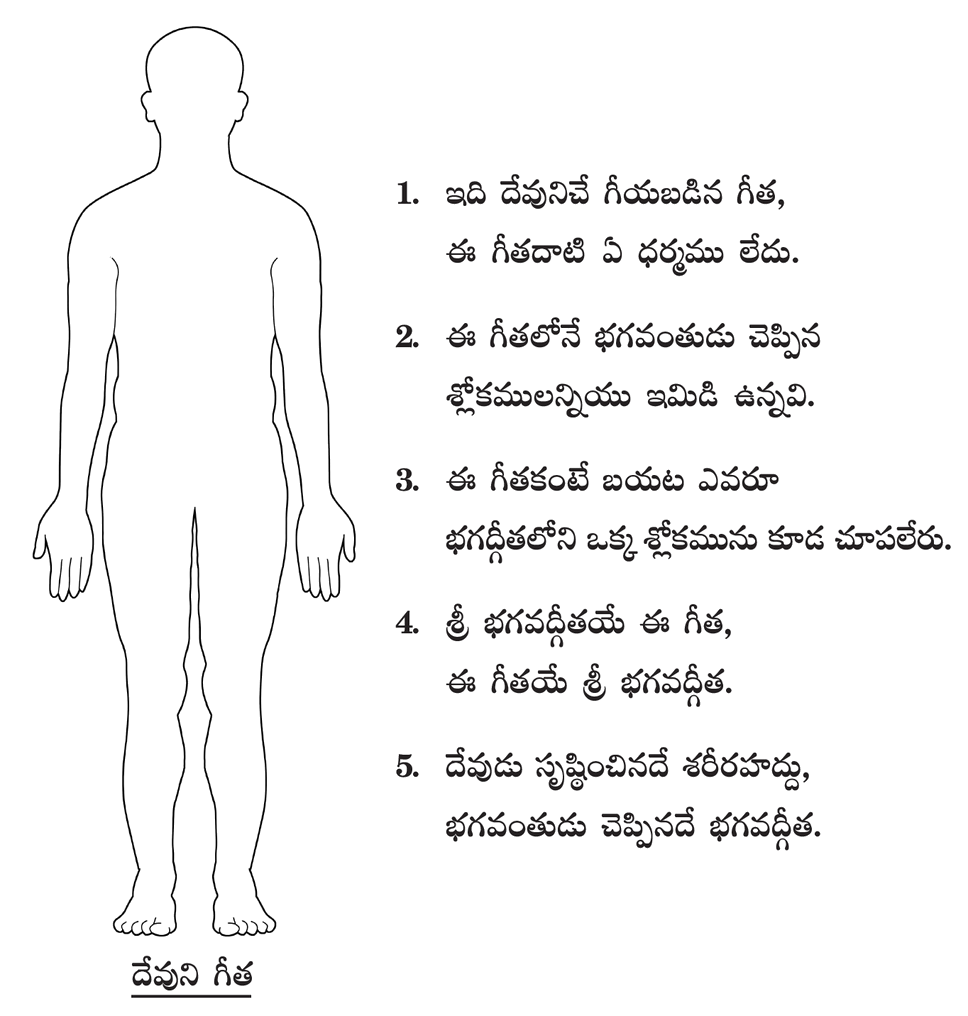 1. ఇది దేవునిచే గీయబడిన గీత,
ఈ గీతదాటి ఏ ధర్మము లేదు.
2. ఈ గీతలోనే భగవంతుడు చెప్పిన
శ్లోకములన్నియు ఇమిడి ఉన్నవి.
3. ఈ గీతకంటే బయట ఎవరూ
భగద్గీతలోని ఒక్క శ్లోకమును కూడ చూపలేరు.
4. శ్రీ భగవద్గీతయే ఈ గీత,
ఈ గీతయే శ్రీ భగవద్గీత.
5. దేవుడు సృష్ఠించినదే శరీరహద్దు,
భగవంతుడు చెప్పినదే భగవద్గీత.
దేవుని గీత